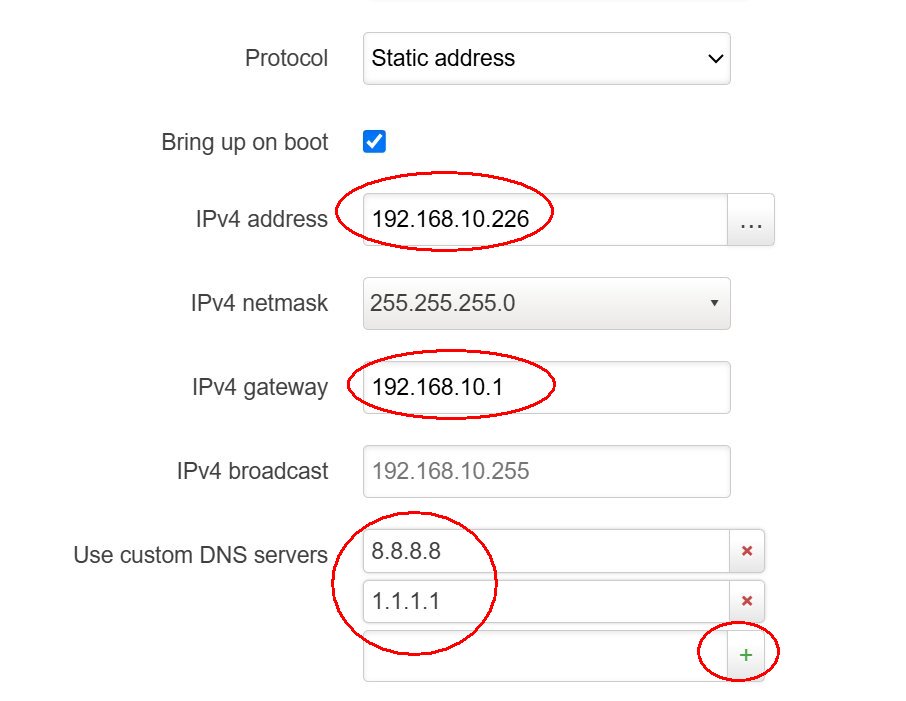 Protocol Static address
Bring up on boot
IPv4 address 192.168.10.226 ...
IPv4 netmask 255.255.255.0
IPv4 gateway 192.168.10.1
IPv4 broadcast 192.168.10.255
Use custom DNS servers 8.8.8.8
1.1.1.1